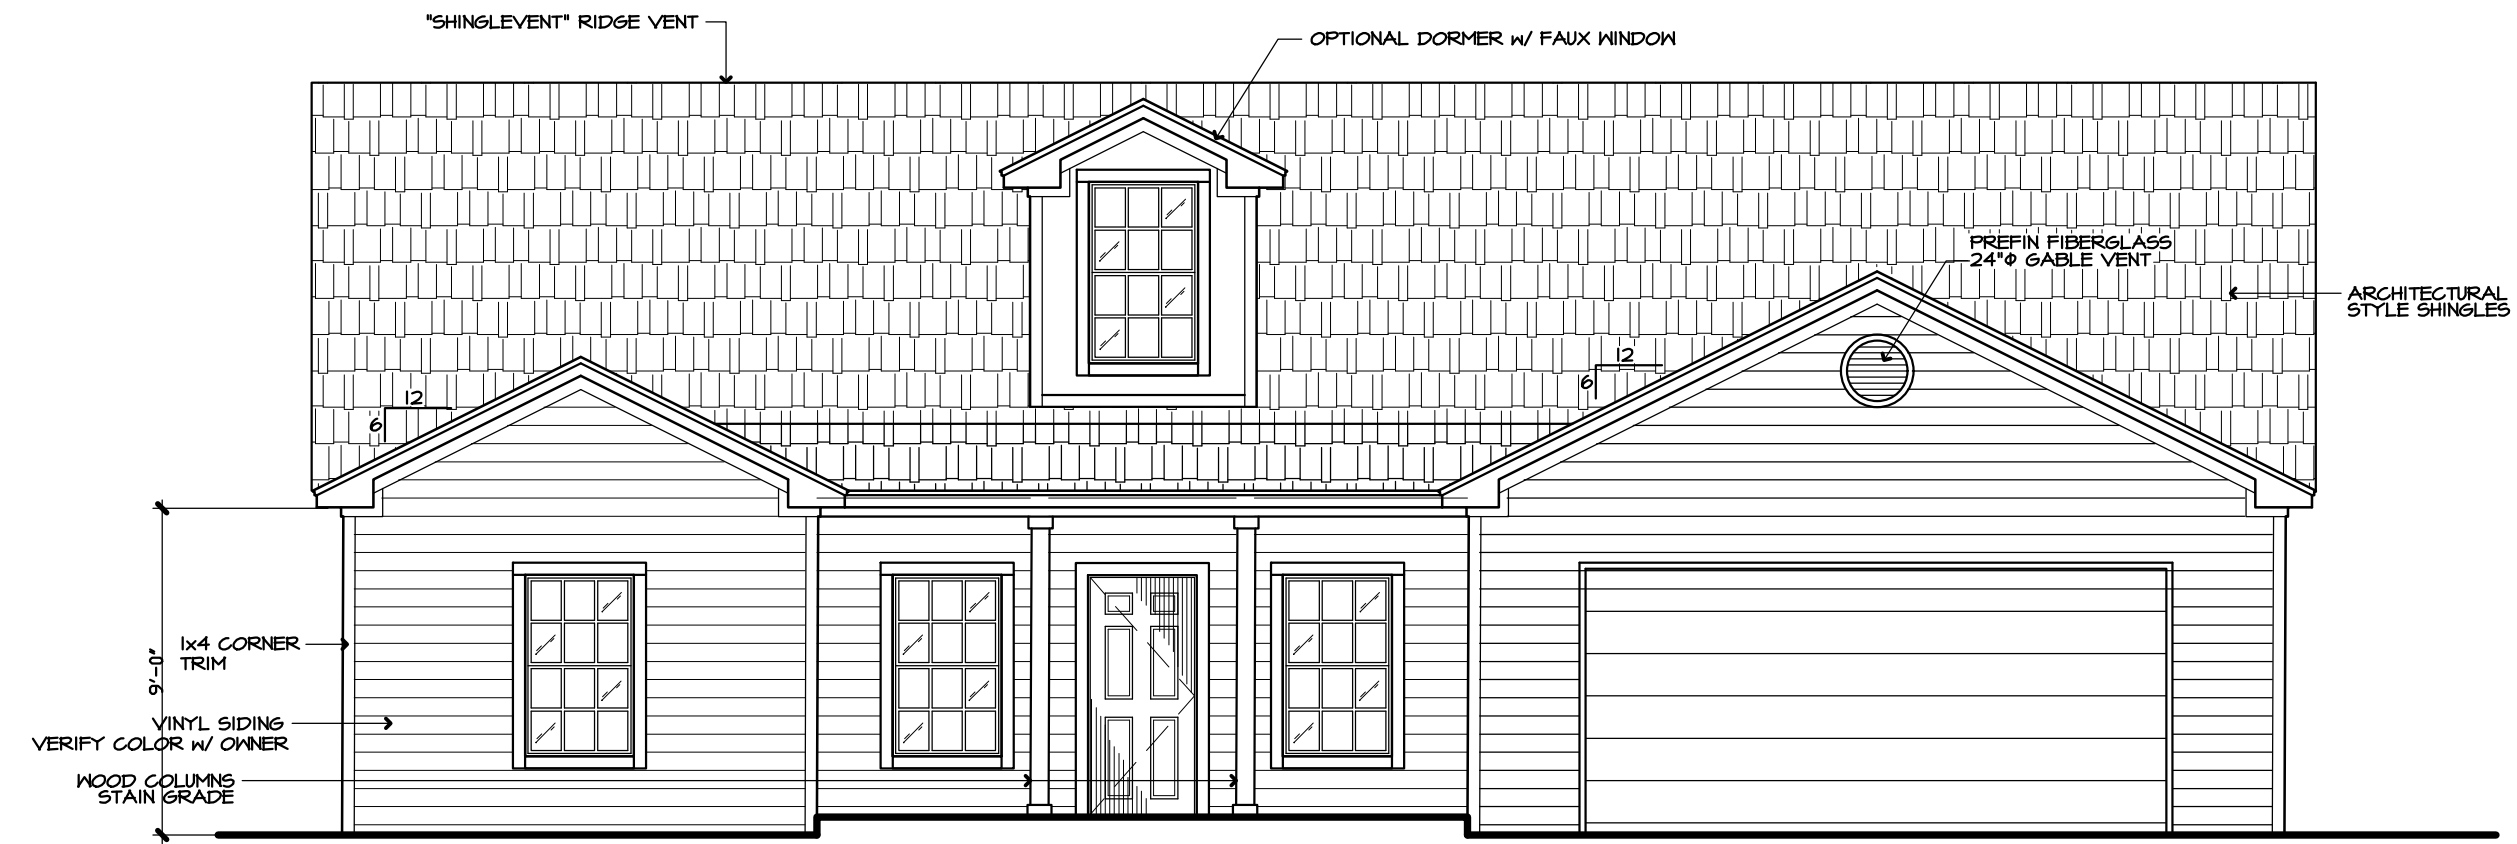 "SHINGLEVENT" RIDGE VENT
OPTIONAL DORMER w/ FAUX WINDOW
PREFIN FIBERGLASS
24"Φ GABLE VENT
ARCHITECTURAL
STYLE SHINGLES
12
6
12
6
1x4 CORNER
TRIM
9'-0"
VINYL SIDING
VERIFY COLOR w/ OWNER
WOOD COLUMNS
STAIN GRADE